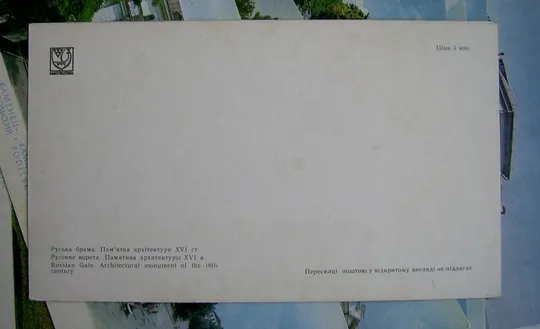 Ціна 5 коп.
Руська брама. Пам'ятка архітектури XVI ст.
Русские ворота. Памятник архитектуры XVI в.
Russian Gate. Architectural monument of the 16th
century
Пересилці поштою у відкритому вигляді не підлягає
КАМЕНЕЦ-